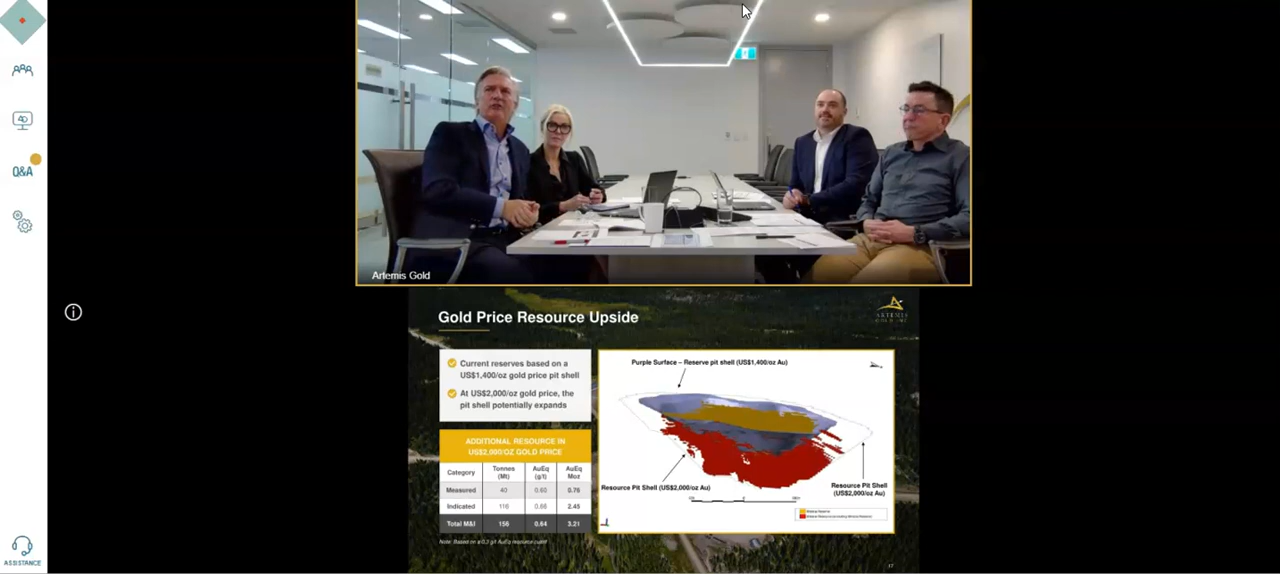 Q&A
ASSISTANCE
Artemis Gold
Gold Price Resource Upside
ARTEMIS
GOLD INC
Current reserves based on a
US$1,400/oz gold price pit shell
At US$2,000/oz gold price, the
pit shell potentially expands
ADDITIONAL RESOURCE IN
US$2,000/OZ GOLD PRICE
Category Tonnes (Mt) AuEq (g/t) AuEq Moz
Measured 40 0.60 0.76
Indicated 116 0.66 2.45
Total M&I 156 0.64 3.21
Purple Surface – Reserve pit shell (US$1,400/oz Au)
Resource Pit Shell (US$2,000/oz Au)
Resource Pit Shell
(US$2,000/oz Au)
17